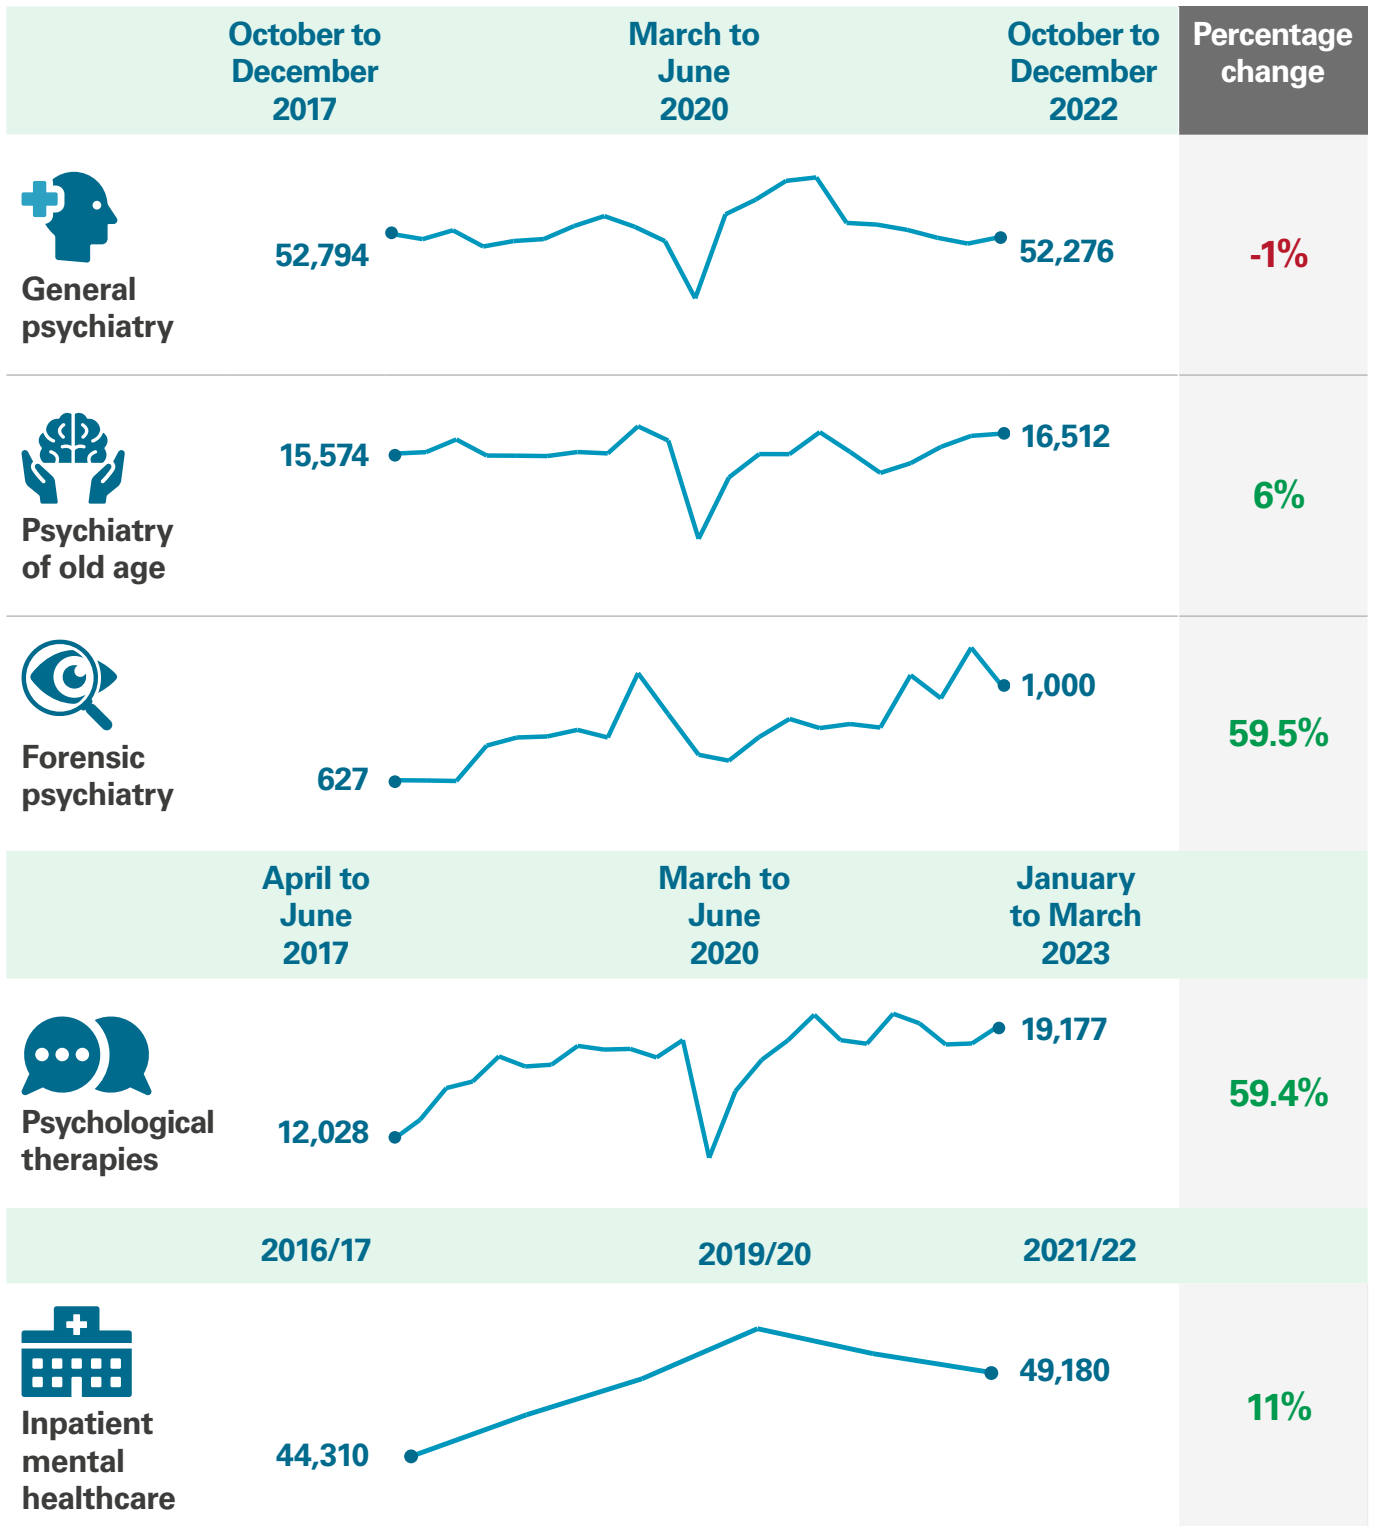 October to
December
2017
March to
June
2020
October to
December
2022
Percentage
change
General
psychiatry
52,794
52,276
-1%
Psychiatry
of old age
15,574
16,512
6%
Forensic
psychiatry
627
1,000
59.5%
April to
June
2017
March to
June
2020
January
to March
2023
Psychological
therapies
12,028
19,177
59.4%
2016/17
2019/20
2021/22
Inpatient
mental
healthcare
44,310
49,180
11%